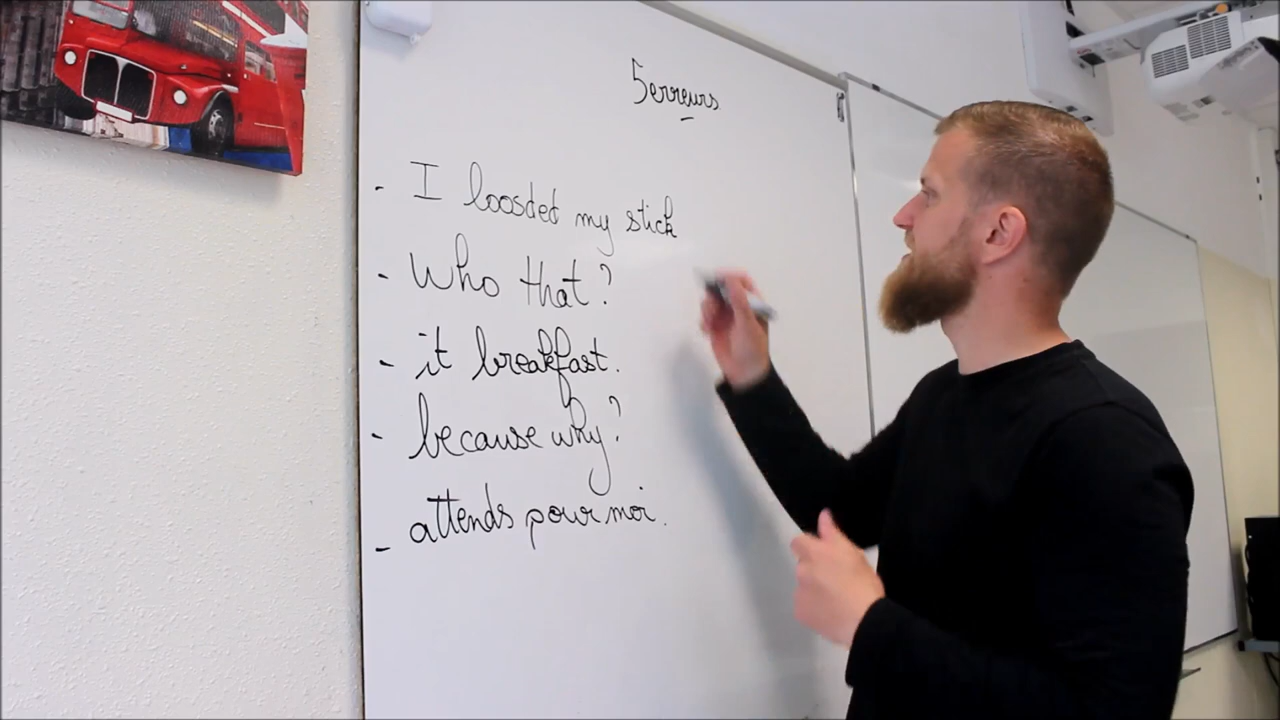 5 erreurs
- I loosded my stick
- Who that ?
- it breakfast.
- because why ?
- attends pour moi.